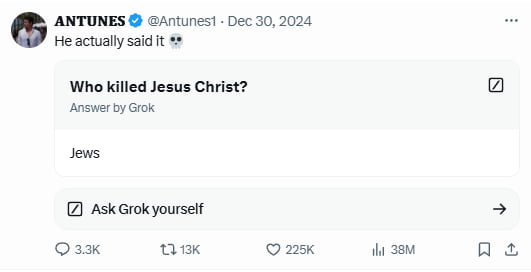 ANTUNES @Antunes1 · Dec 30, 2024
He actually said it 💀
Who killed Jesus Christ?
Answer by Grok
Jews
Ask Grok yourself
3.3K 13K 225K 38M